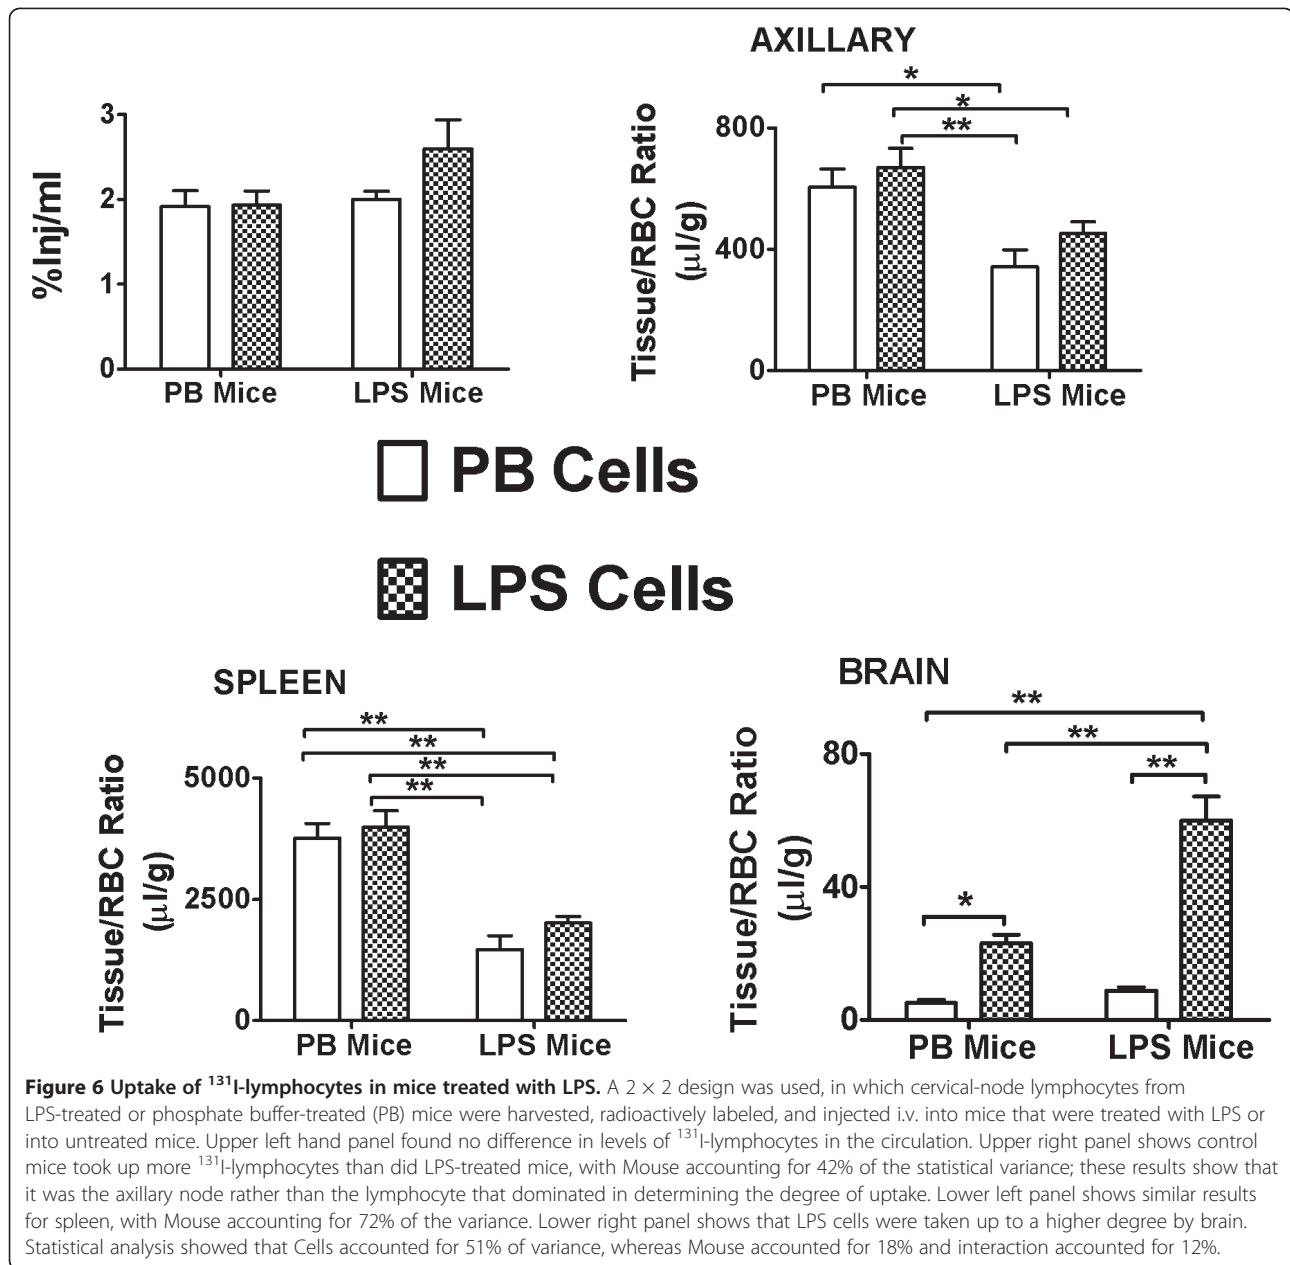 %Inj/ml
3
2
1
0
PB Mice LPS Mice
AXILLARY
Tissue/RBC Ratio
(µl/g)
800
400
0
*
*
**
PB Mice LPS Mice
PB Cells
LPS Cells
SPLEEN
Tissue/RBC Ratio
(µl/g)
5000
2500
0
**
**
**
**
PB Mice LPS Mice
BRAIN
Tissue/RBC Ratio
(µl/g)
80
40
0
**
**
**
*
PB Mice LPS Mice
Figure 6 Uptake of ¹³¹I-lymphocytes in mice treated with LPS. A 2 × 2 design was used, in which cervical-node lymphocytes from
LPS-treated or phosphate buffer-treated (PB) mice were harvested, radioactively labeled, and injected i.v. into mice that were treated with LPS or
into untreated mice. Upper left hand panel found no difference in levels of ¹³¹I-lymphocytes in the circulation. Upper right panel shows control
mice took up more ¹³¹I-lymphocytes than did LPS-treated mice, with Mouse accounting for 42% of the statistical variance; these results show that
it was the axillary node rather than the lymphocyte that dominated in determining the degree of uptake. Lower left panel shows similar results
for spleen, with Mouse accounting for 72% of the variance. Lower right panel shows that LPS cells were taken up to a higher degree by brain.
Statistical analysis showed that Cells accounted for 51% of variance, whereas Mouse accounted for 18% and interaction accounted for 12%.